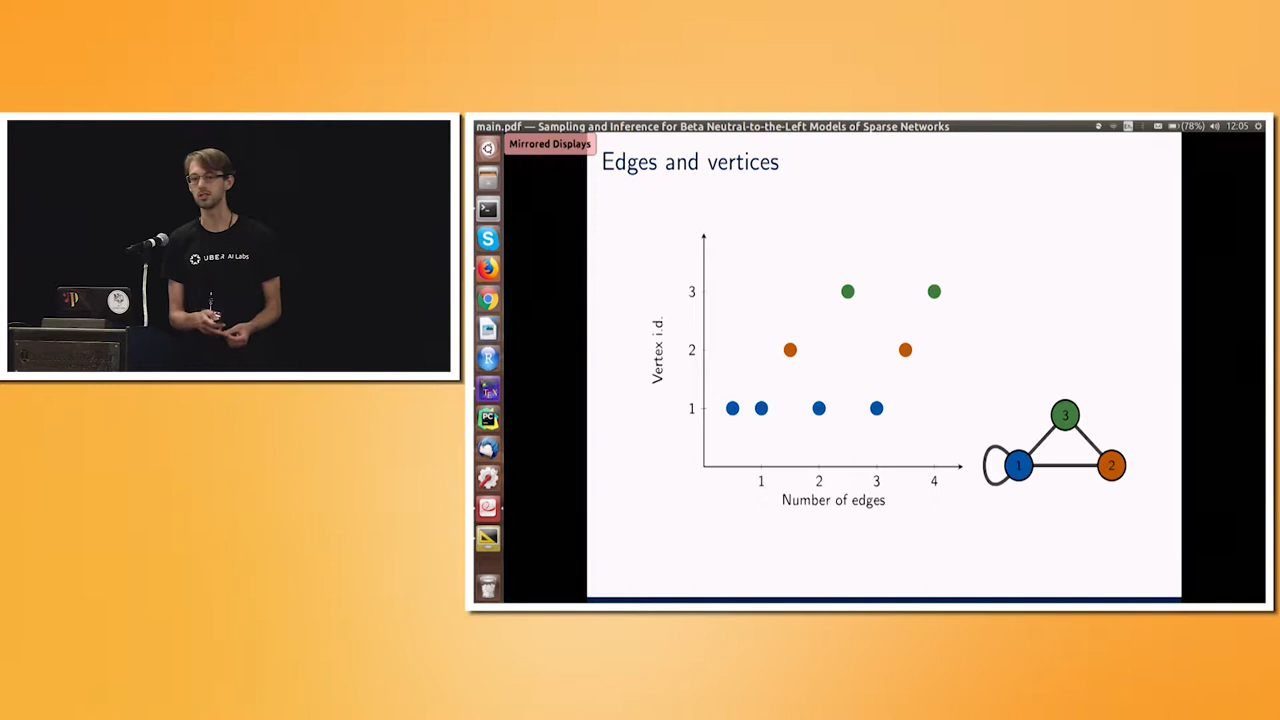 main.pdf — Sampling and Inference for Beta Neutral-to-the-Left Models of Sparse Networks
(78%) 12:05
Mirrored Displays
Edges and vertices
3
2
1
Vertex i.d.
1 2 3 4
Number of edges
3
1 2
UBER AI Labs